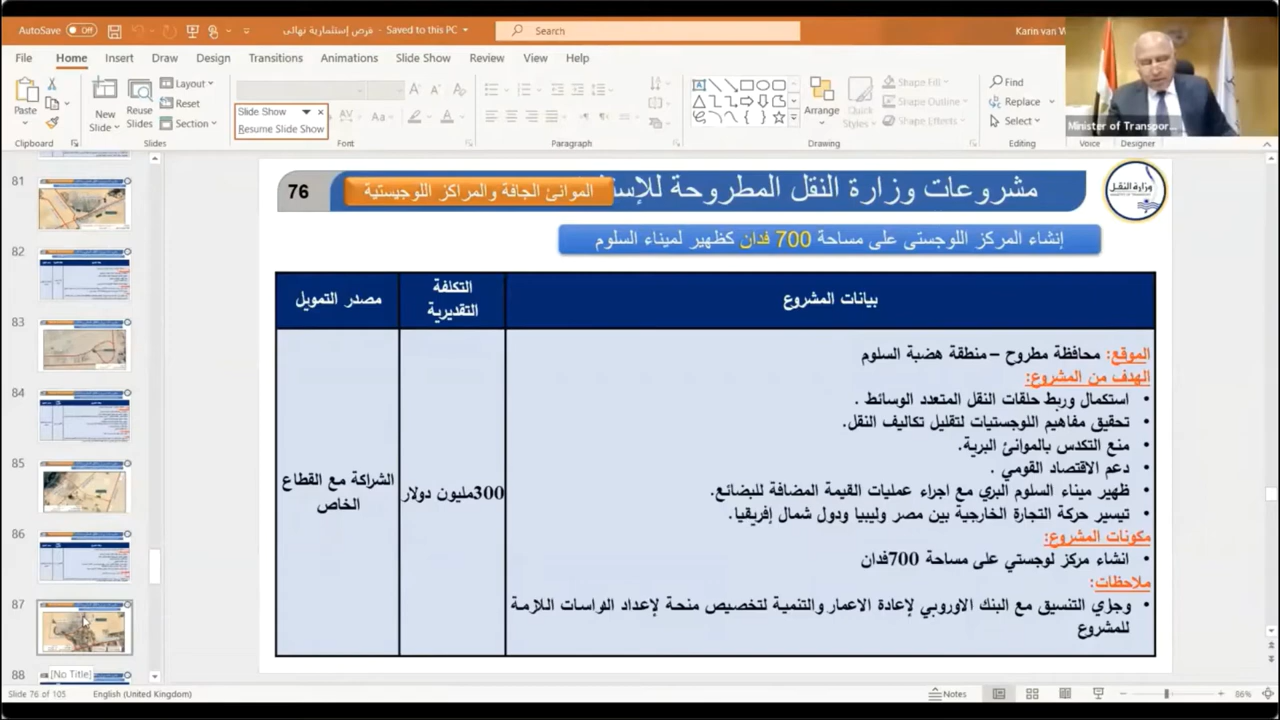 AutoSave Off
فرص إستثمارية نهائى - Saved to this PC
Search
Karin van W
File Home Insert Draw Design Transitions Animations Slide Show Review View Help
Paste
Clipboard
New Slide
Reuse Slides
Layout
Reset
Section
Slides
Slide Show
Resume Slide Show
Font
Paragraph
Arrange
Quick Styles
Shape Fill
Shape Outline
Shape Effects
Drawing
Find
Replace
Select
Editing
Voice
Designer
Minister of Transpor...
81
82
83
84
85
86
87
88
[No Title]
مشروعات وزارة النقل المطروحة للإست
الموانئ الجافة والمراكز اللوجيستية
76
وزارة النقل
إنشاء المركز اللوجستى على مساحة 700 فدان كظهير لميناء السلوم
بيانات المشروع
التكلفة التقديرية
مصدر التمويل
الموقع: محافظة مطروح – منطقة هضبة السلوم
الهدف من المشروع:
• استكمال وربط حلقات النقل المتعدد الوسائط .
• تحقيق مفاهيم اللوجستيات لتقليل تكاليف النقل.
• منع التكدس بالموانئ البرية.
• دعم الاقتصاد القومي .
• ظهير ميناء السلوم البري مع اجراء عمليات القيمة المضافة للبضائع.
• تيسير حركة التجارة الخارجية بين مصر وليبيا ودول شمال إفريقيا.
مكونات المشروع:
• انشاء مركز لوجستي على مساحة 700فدان
ملاحظات:
• وجاري التنسيق مع البنك الاوروبي لإعادة الاعمار والتنمية لتخصيص منحة لإعداد الدراسات اللازمة
للمشروع
300مليون دولار
الشراكة مع القطاع
الخاص
Slide 76 of 105
English (United Kingdom)
Notes
86%